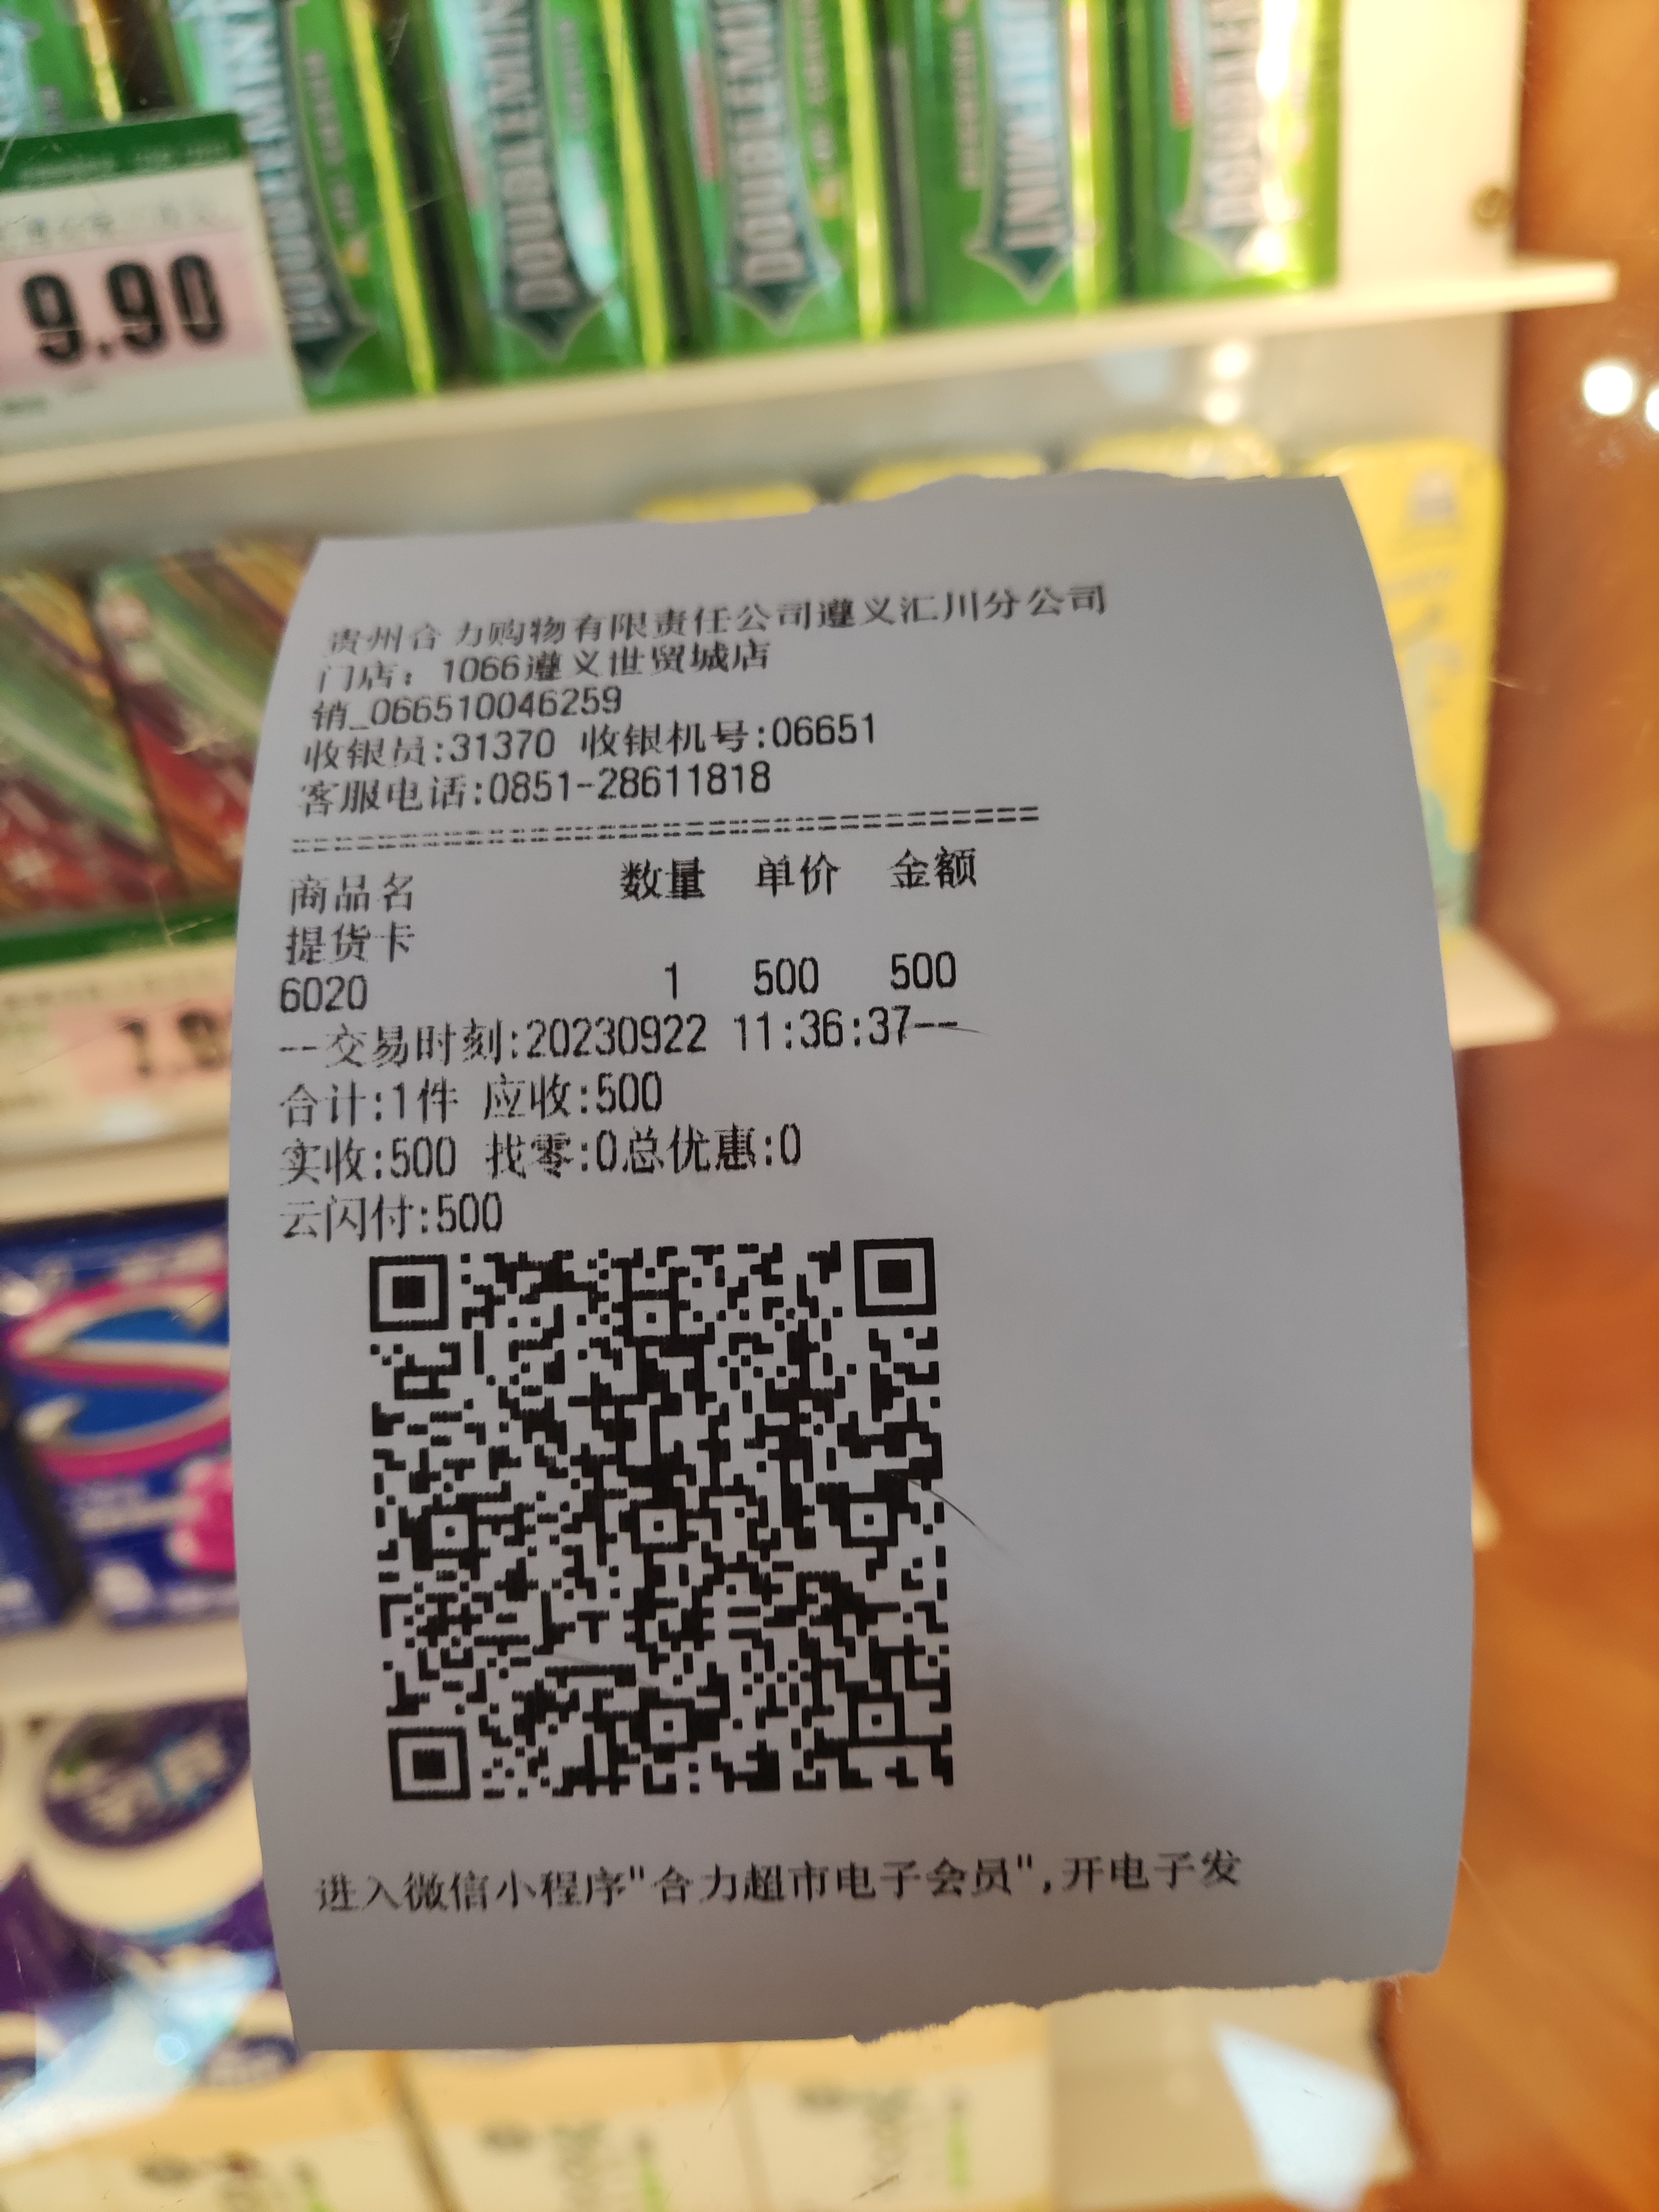 DOUBLEMINT
DOUBLEMINT
DOUBLEMINT
9.90
贵州合力购物有限责任公司遵义汇川分公司
门店：1066遵义世贸城店
销_066510046259
收银员:31370 收银机号:06651
客服电话:0851-28611818
===================================
商品名 数量 单价 金额
提货卡
6020 1 500 500
--交易时刻:20230922 11:36:37--
合计:1件 应收:500
实收:500 找零:0总优惠:0
云闪付:500
进入微信小程序"合力超市电子会员",开电子发